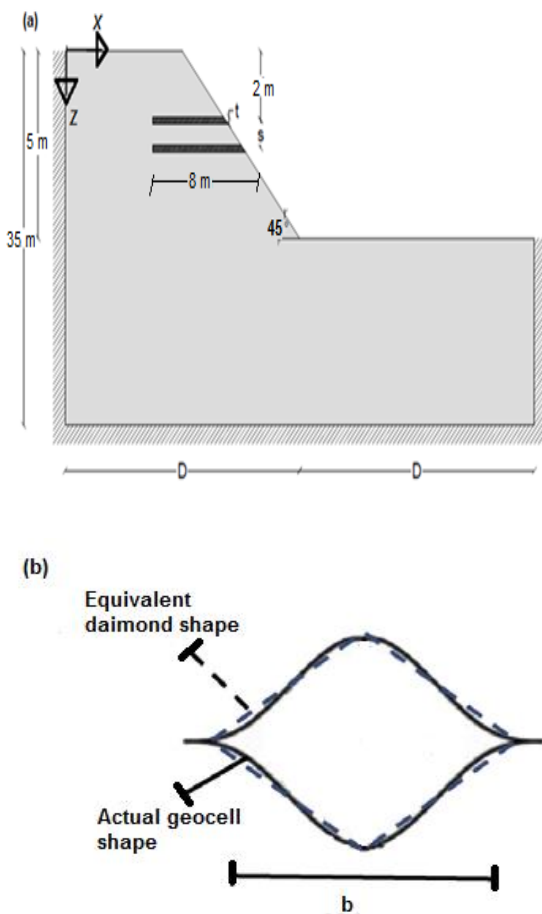 (a)
X
Z
2 m
t
s
5 m
8 m
35 m
45°
D
D
(b)
Equivalent
daimond shape
Actual geocell
shape
b